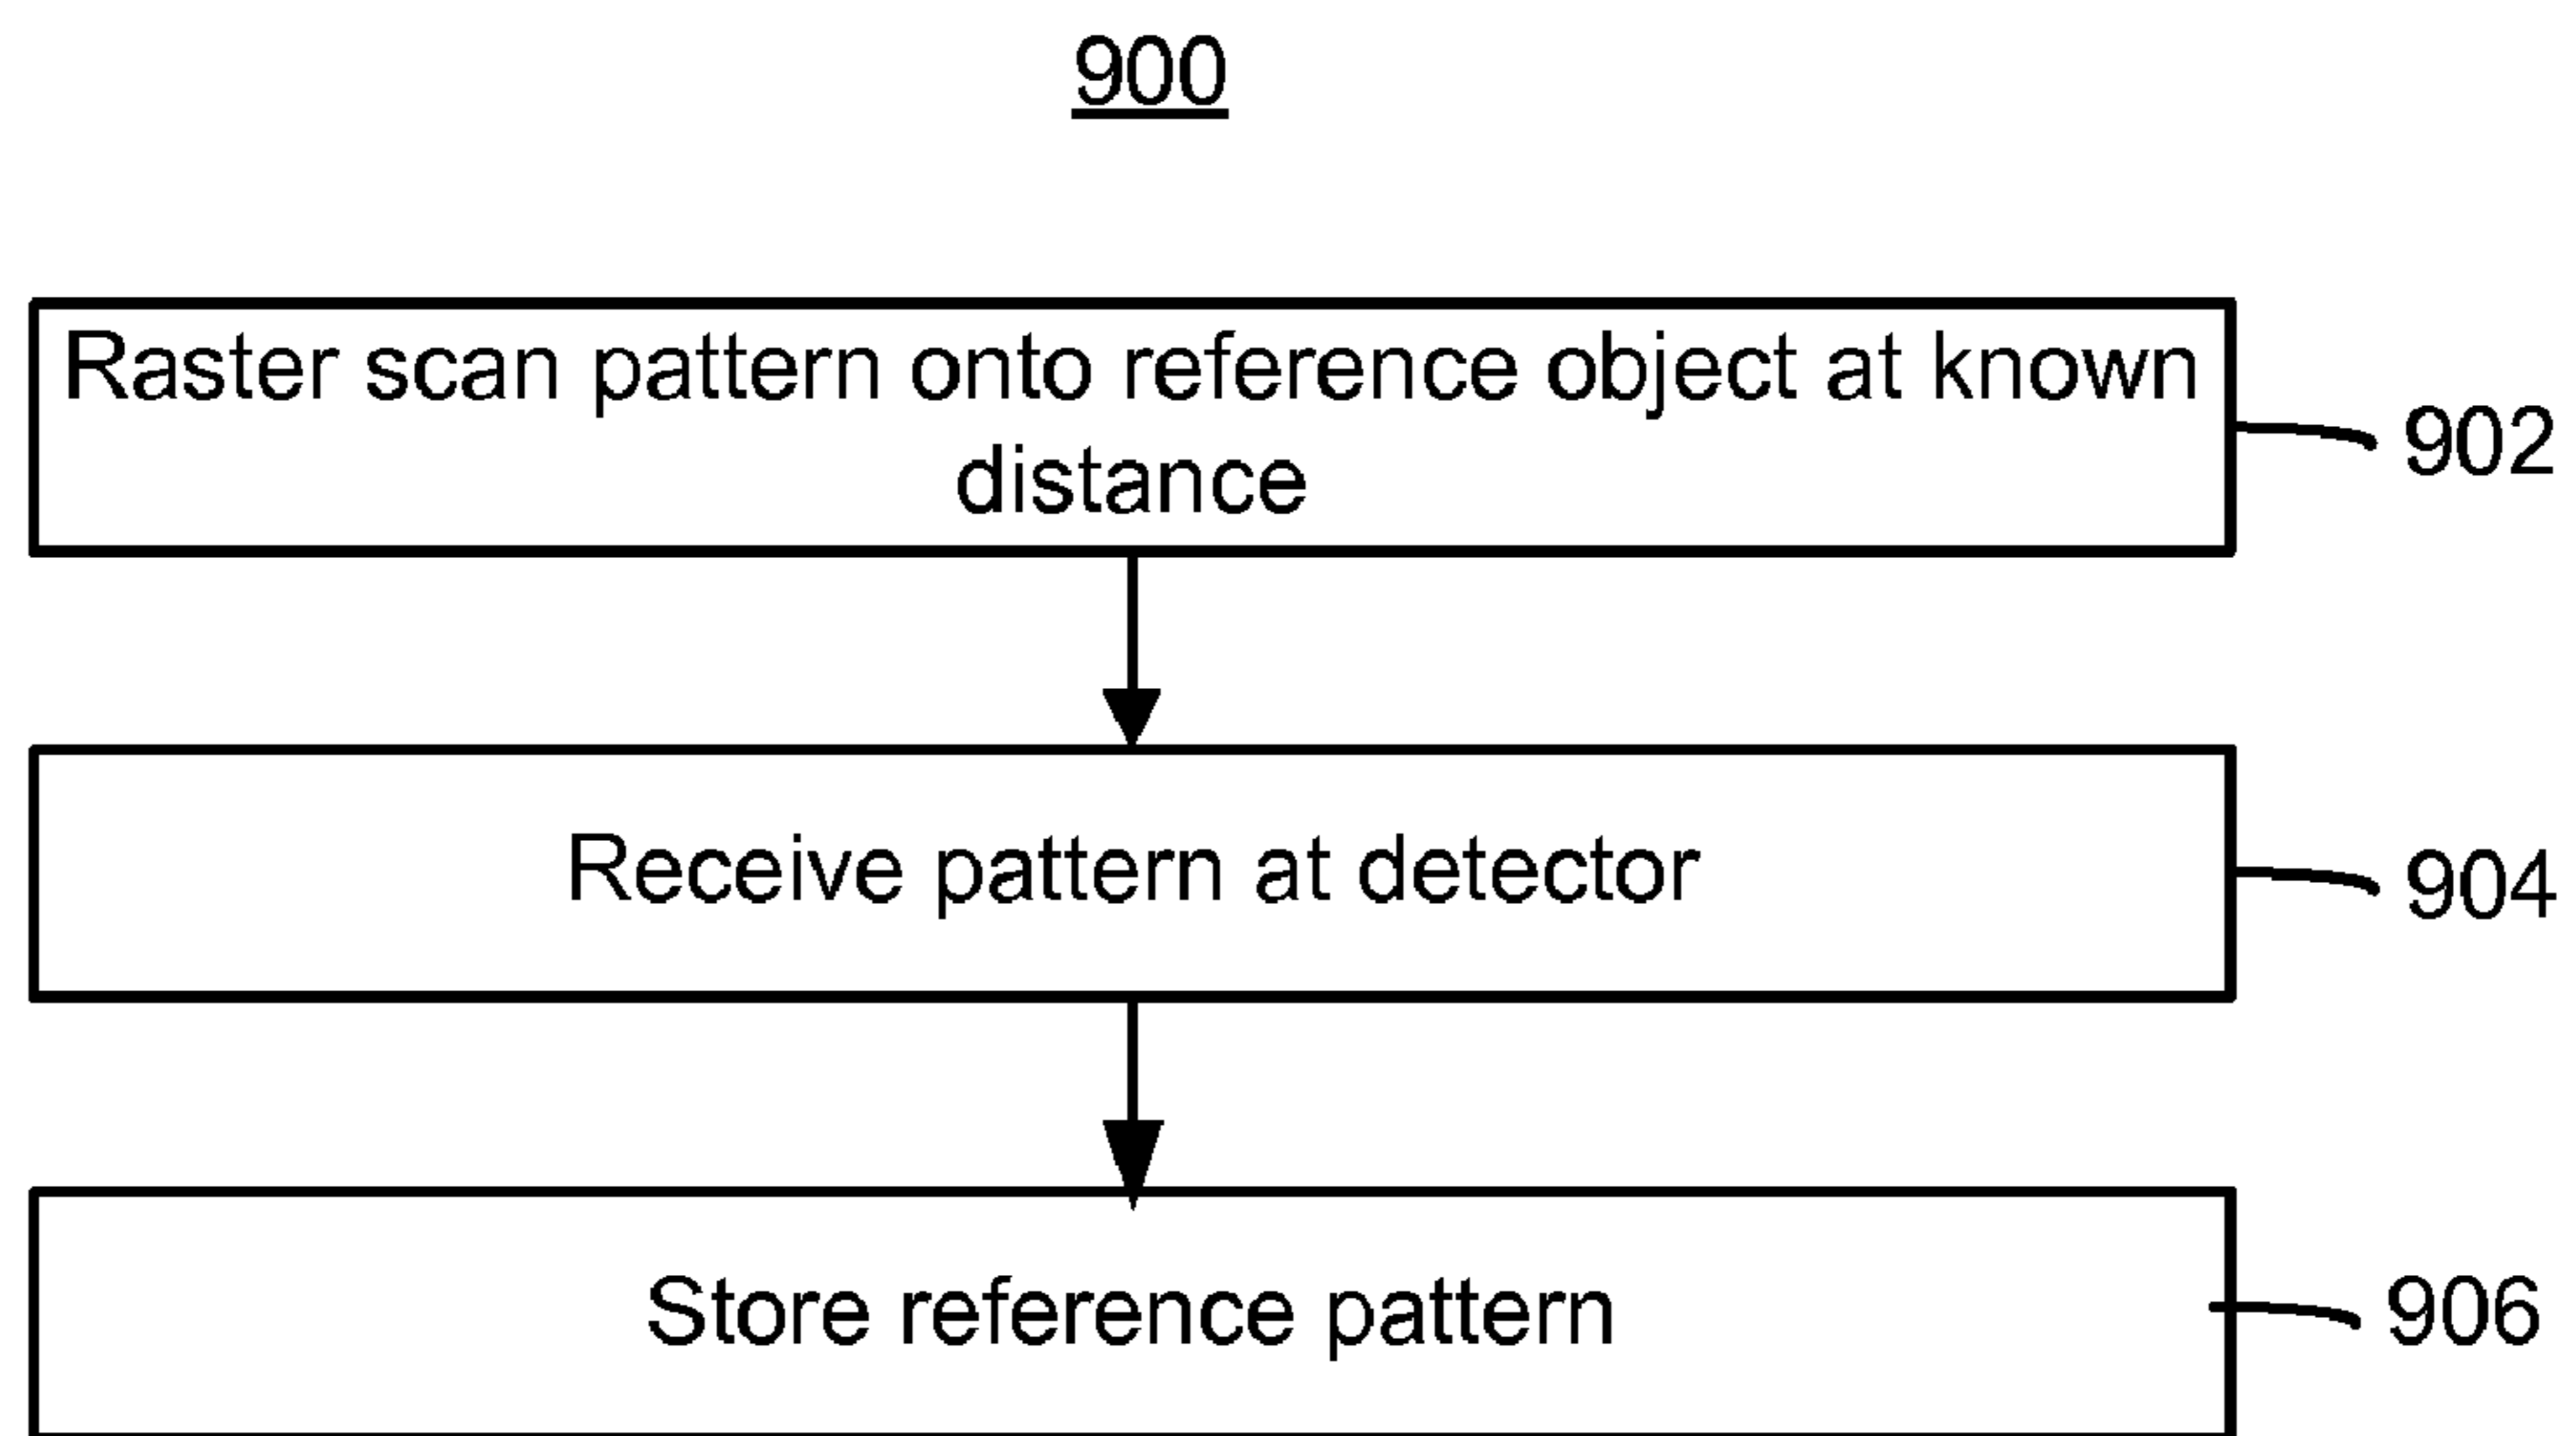 900
Raster scan pattern onto reference object at known
distance
902
Receive pattern at detector
904
Store reference pattern
906